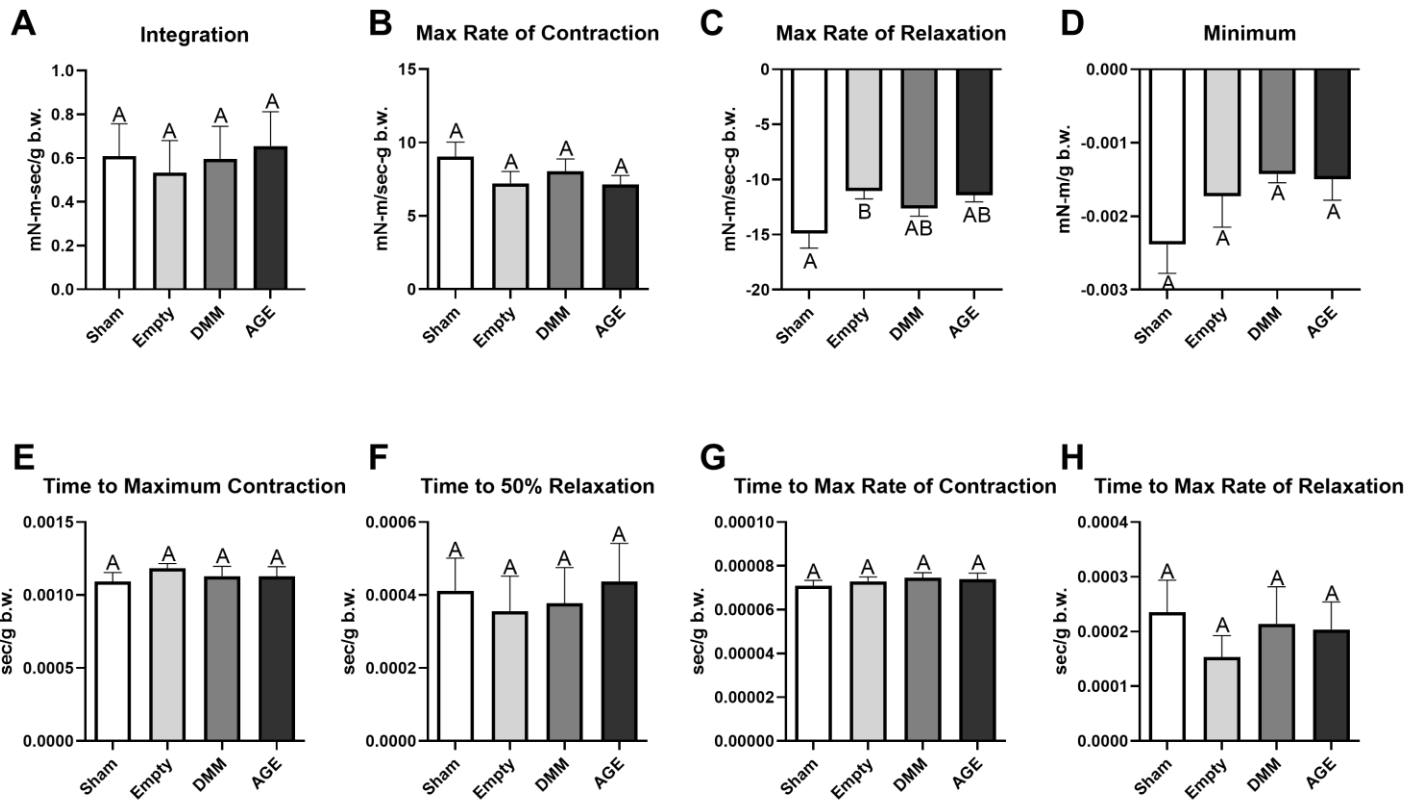 A
Integration
mN-m-sec/g b.w.
1.0
0.8
0.6
0.4
0.2
0.0
A
A
A
A
Sham
Empty
DMM
AGE
B
Max Rate of Contraction
mN-m/sec-g b.w.
15
10
5
0
A
A
A
A
Sham
Empty
DMM
AGE
C
Max Rate of Relaxation
mN-m/sec-g b.w.
0
-5
-10
-15
-20
A
B
AB
AB
Sham
Empty
DMM
AGE
D
Minimum
mN-m/g b.w.
0.000
-0.001
-0.002
-0.003
A
A
A
A
Sham
Empty
DMM
AGE
E
Time to Maximum Contraction
sec/g b.w.
0.0015
0.0010
0.0005
0.0000
A
A
A
A
Sham
Empty
DMM
AGE
F
Time to 50% Relaxation
sec/g b.w.
0.0006
0.0004
0.0002
0.0000
A
A
A
A
Sham
Empty
DMM
AGE
G
Time to Max Rate of Contraction
sec/g b.w.
0.00010
0.00008
0.00006
0.00004
0.00002
0.00000
A
A
A
A
Sham
Empty
DMM
AGE
H
Time to Max Rate of Relaxation
sec/g b.w.
0.0004
0.0003
0.0002
0.0001
0.0000
A
A
A
A
Sham
Empty
DMM
AGE